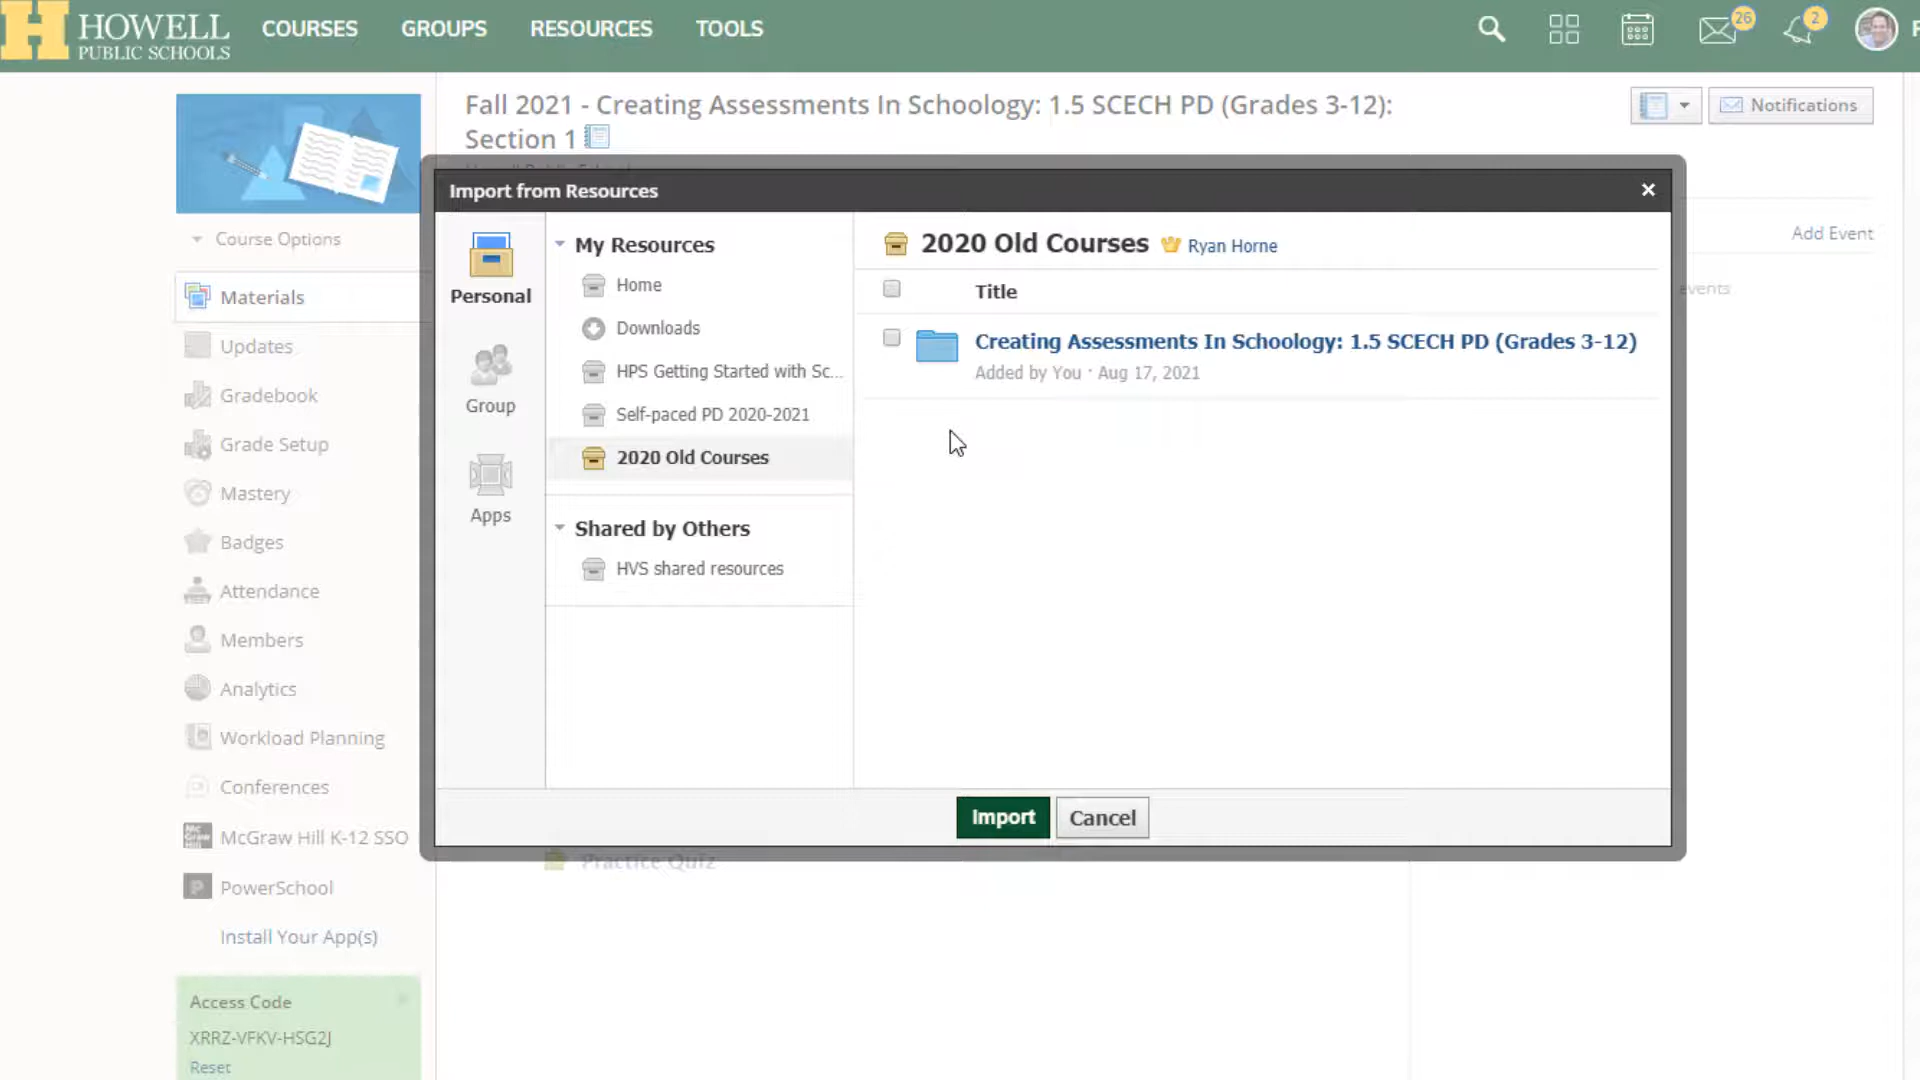 HOWELL
PUBLIC SCHOOLS
COURSES
GROUPS
RESOURCES
TOOLS
26
2
Fall 2021 - Creating Assessments In Schoology: 1.5 SCECH PD (Grades 3-12):
Section 1
Notifications
Course Options
Materials
Updates
Gradebook
Grade Setup
Mastery
Badges
Attendance
Members
Analytics
Workload Planning
Conferences
McGraw Hill K-12 SSO
PowerSchool
Install Your App(s)
Access Code
XRRZ-VFKV-HSG2J
Reset
Add Event
events
Import from Resources
Personal
Group
Apps
My Resources
Home
Downloads
HPS Getting Started with Sc...
Self-paced PD 2020-2021
2020 Old Courses
Shared by Others
HVS shared resources
2020 Old Courses Ryan Horne
Title
Creating Assessments In Schoology: 1.5 SCECH PD (Grades 3-12)
Added by You · Aug 17, 2021
Import
Cancel
Practice Quiz